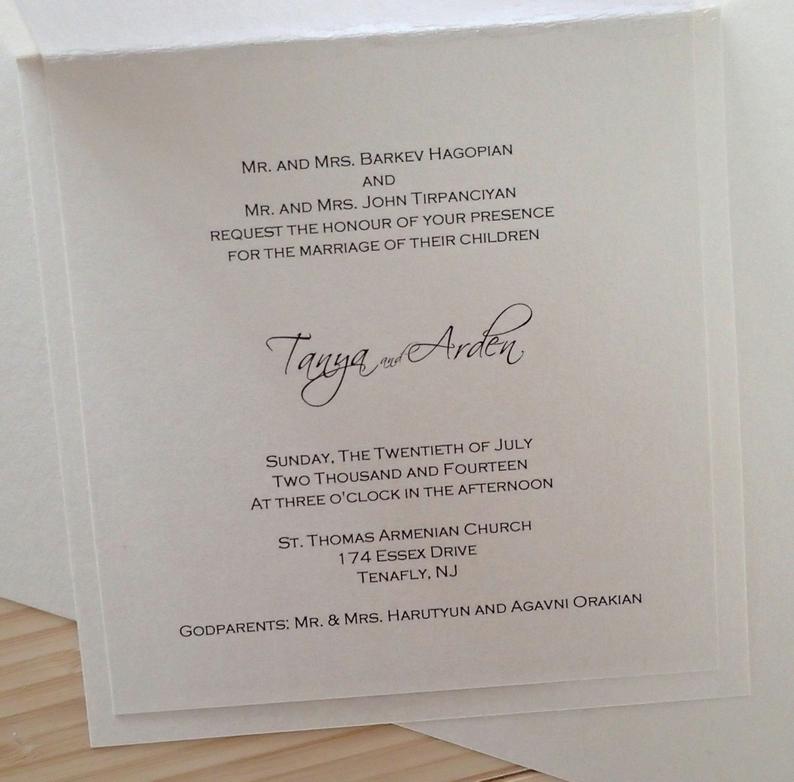 Mr. and Mrs. Barkev Hagopian
and
Mr. and Mrs. John Tirpanciyan
request the honour of your presence
for the marriage of their children
Tanya and Arden
Sunday, The Twentieth of July
Two Thousand and Fourteen
At three o'clock in the afternoon
St. Thomas Armenian Church
174 Essex Drive
Tenafly, NJ
Godparents: Mr. & Mrs. Harutyun and Agavni Orakian